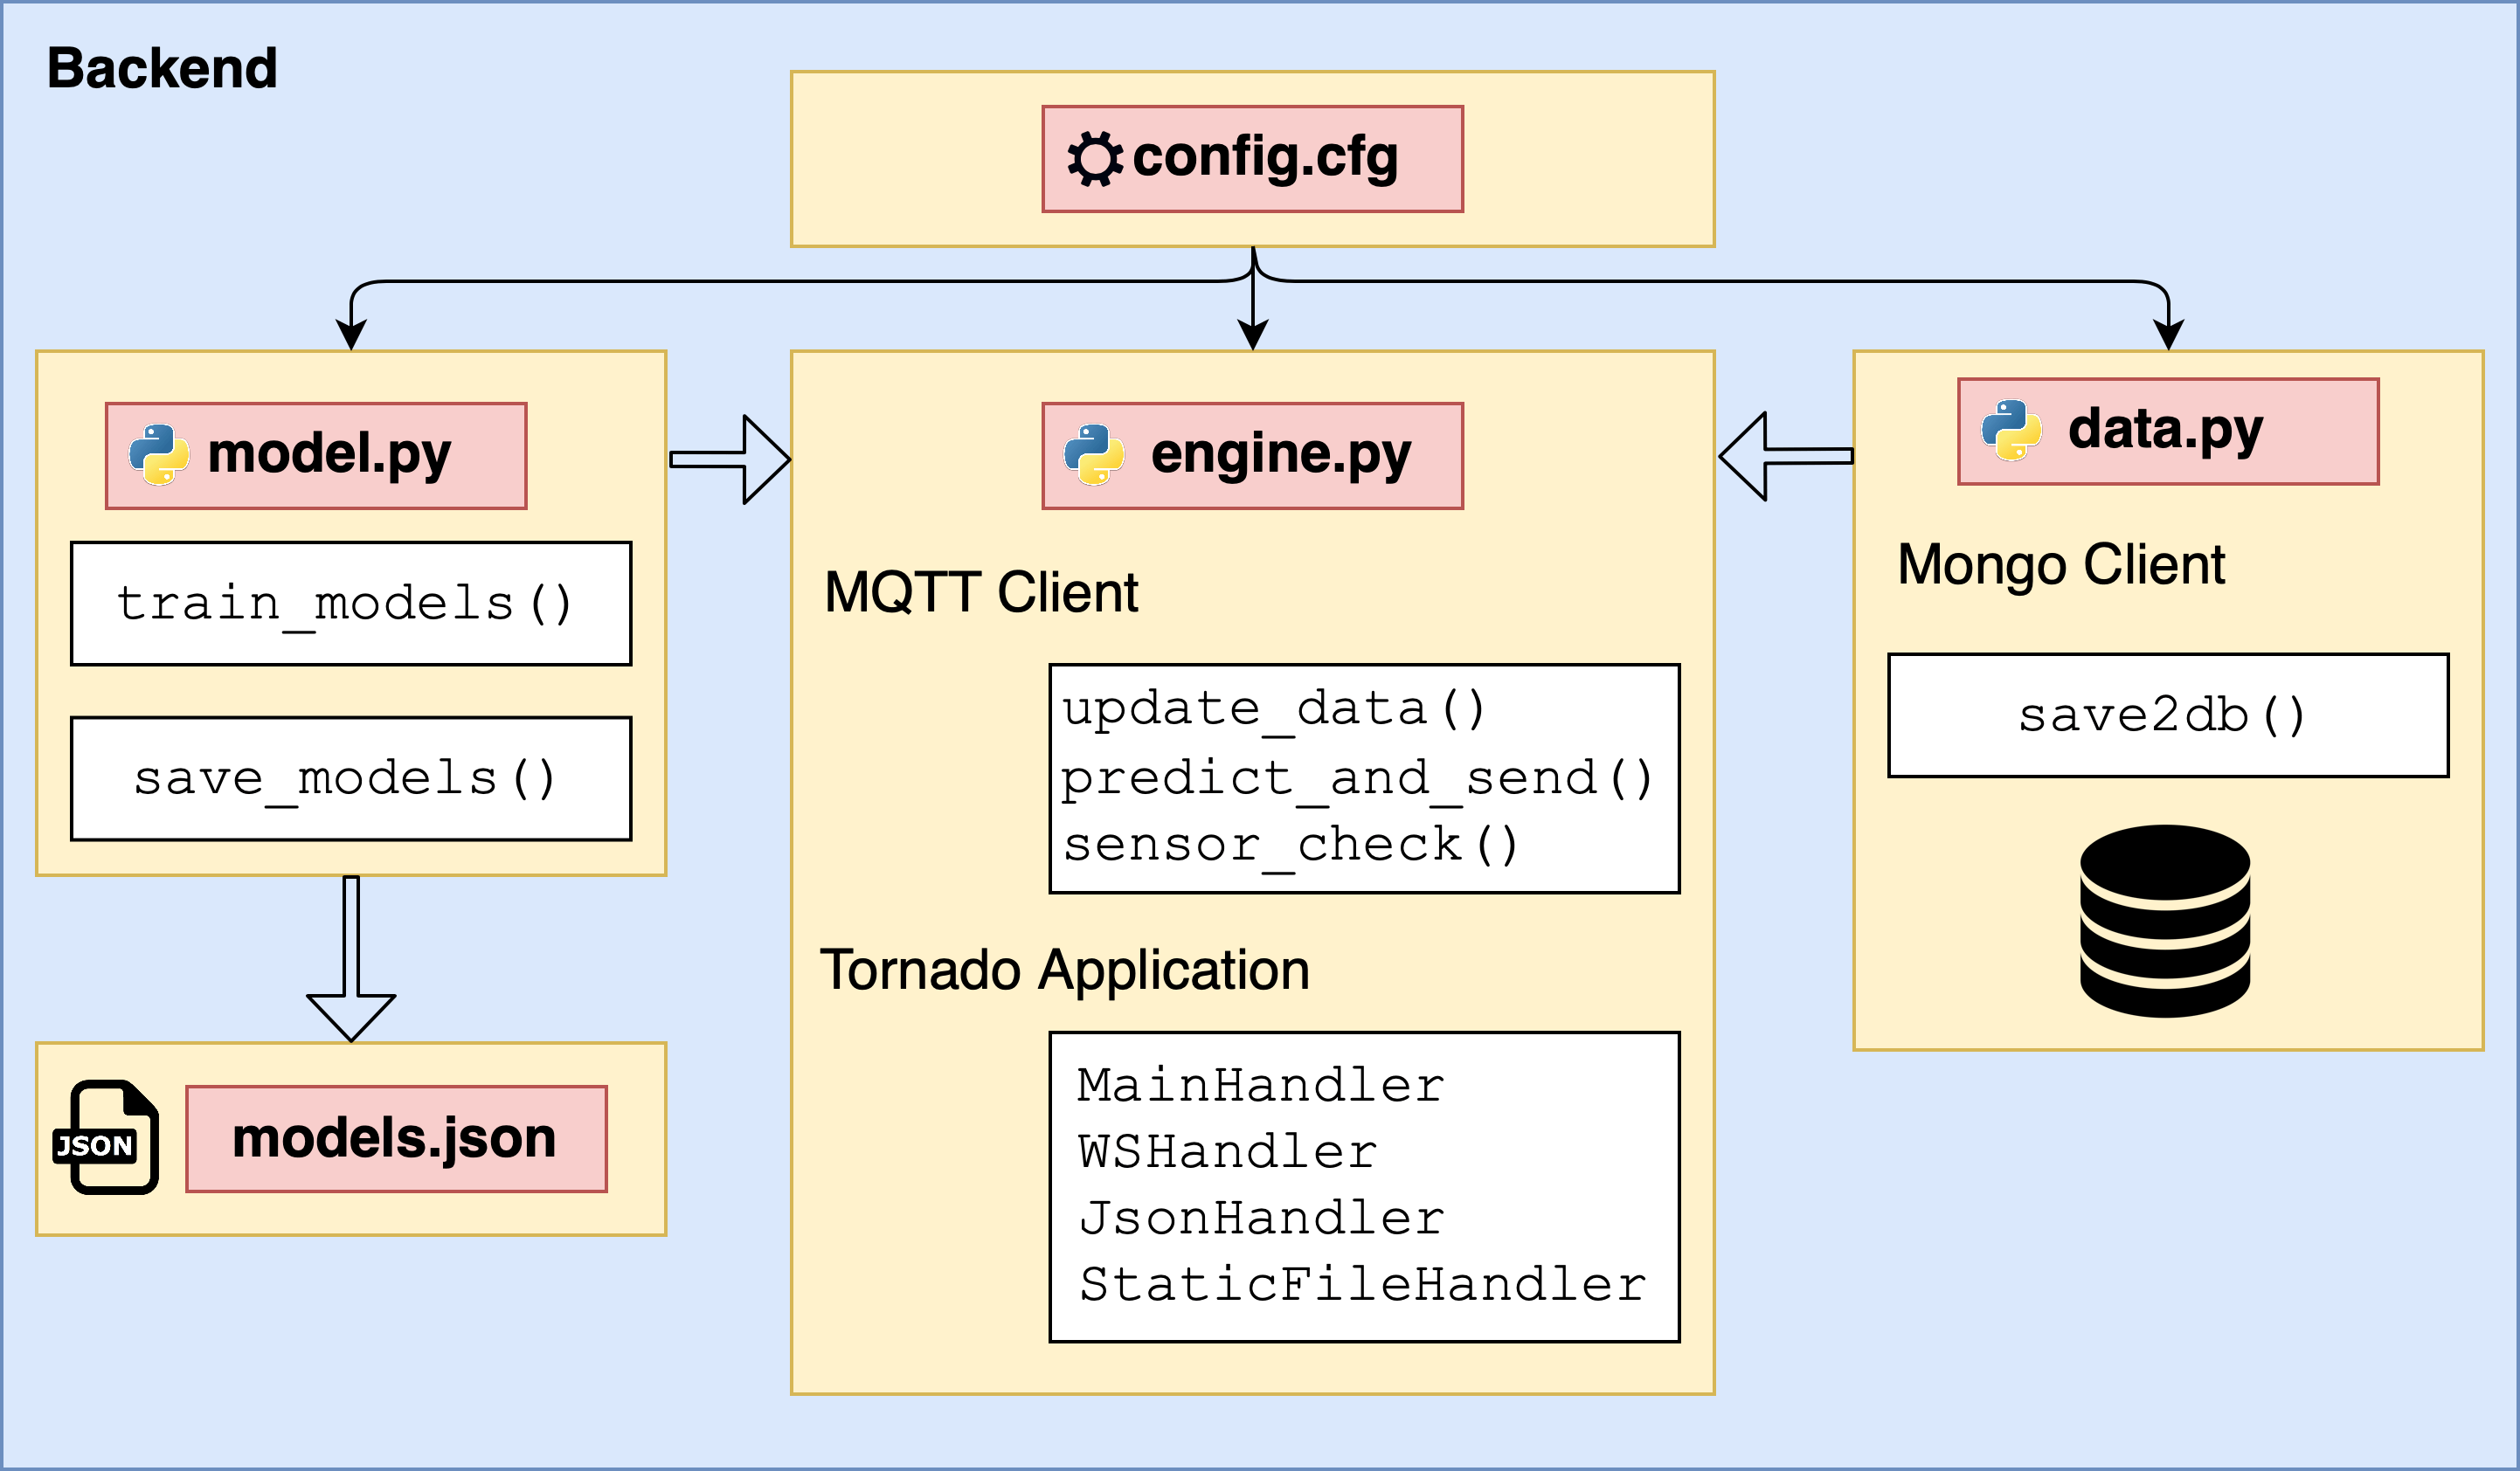 Backend
config.cfg
model.py
train_models()
save_models()
JSON
models.json
engine.py
MQTT Client
update_data()
predict_and_send()
sensor_check()
Tornado Application
MainHandler
WSHandler
JsonHandler
StaticFileHandler
data.py
Mongo Client
save2db()